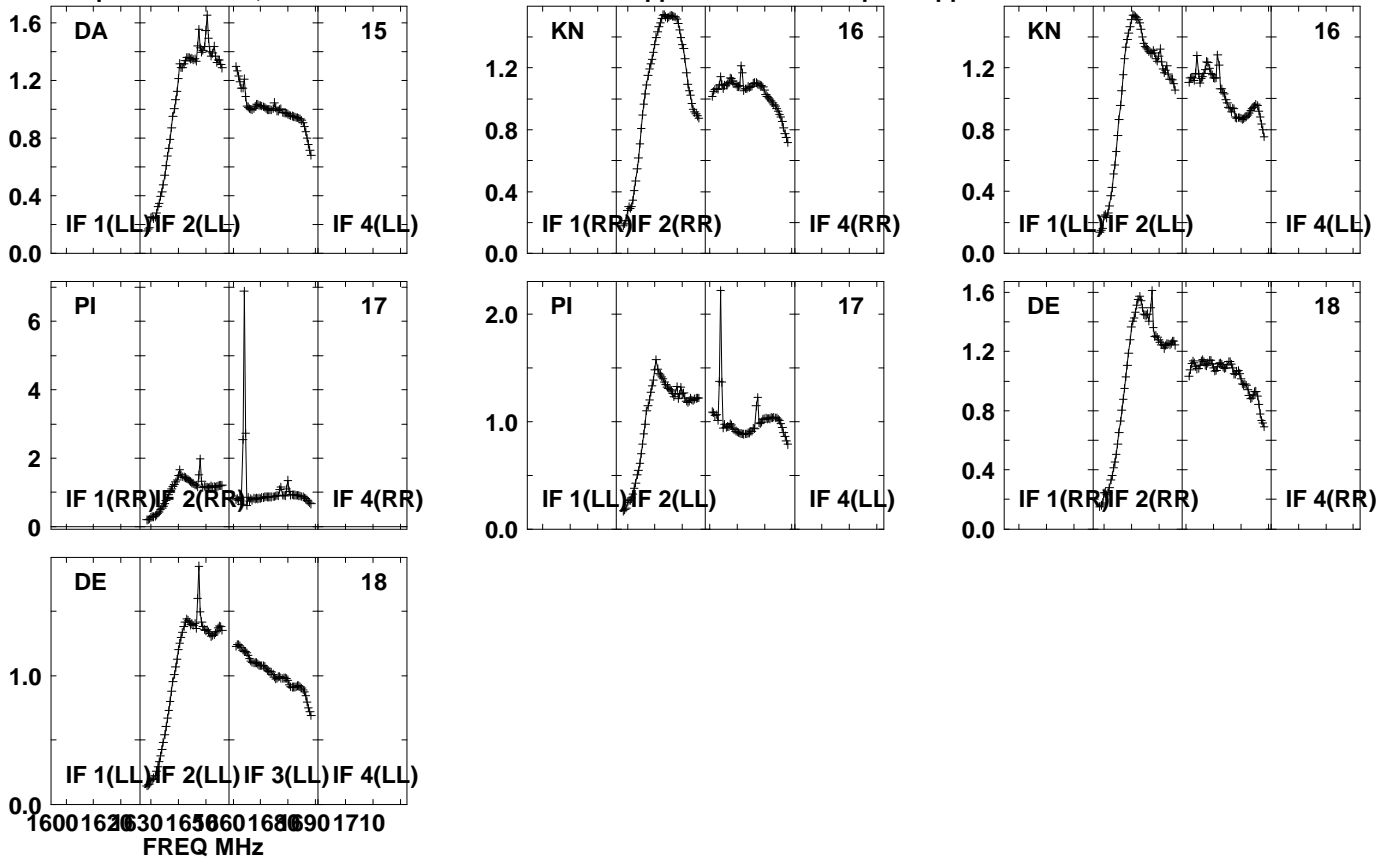 1.6 DA 15 KN 16 KN 16
1.2 1.2 1.2
0.8 0.8 0.8
0.4 0.4 0.4
IF 1(LL) IF 2(LL) IF 4(LL) IF 1(RR) IF 2(RR) IF 4(RR) IF 1(LL) IF 2(LL) IF 4(LL)
0.0 0.0 0.0
PI 17 PI 17 DE 18
6 2.0 1.6
4 1.2
1.0 0.8
2 0.4
IF 1(RR) IF 2(RR) IF 4(RR) IF 1(LL) IF 2(LL) IF 4(LL) IF 1(RR) IF 2(RR) IF 4(RR)
0 0.0 0.0
DE 18
1.0
IF 1(LL) IF 2(LL) IF 3(LL) IF 4(LL)
0.0
1600 1620 1630 1650 1660 1680 1690 1710
FREQ MHz